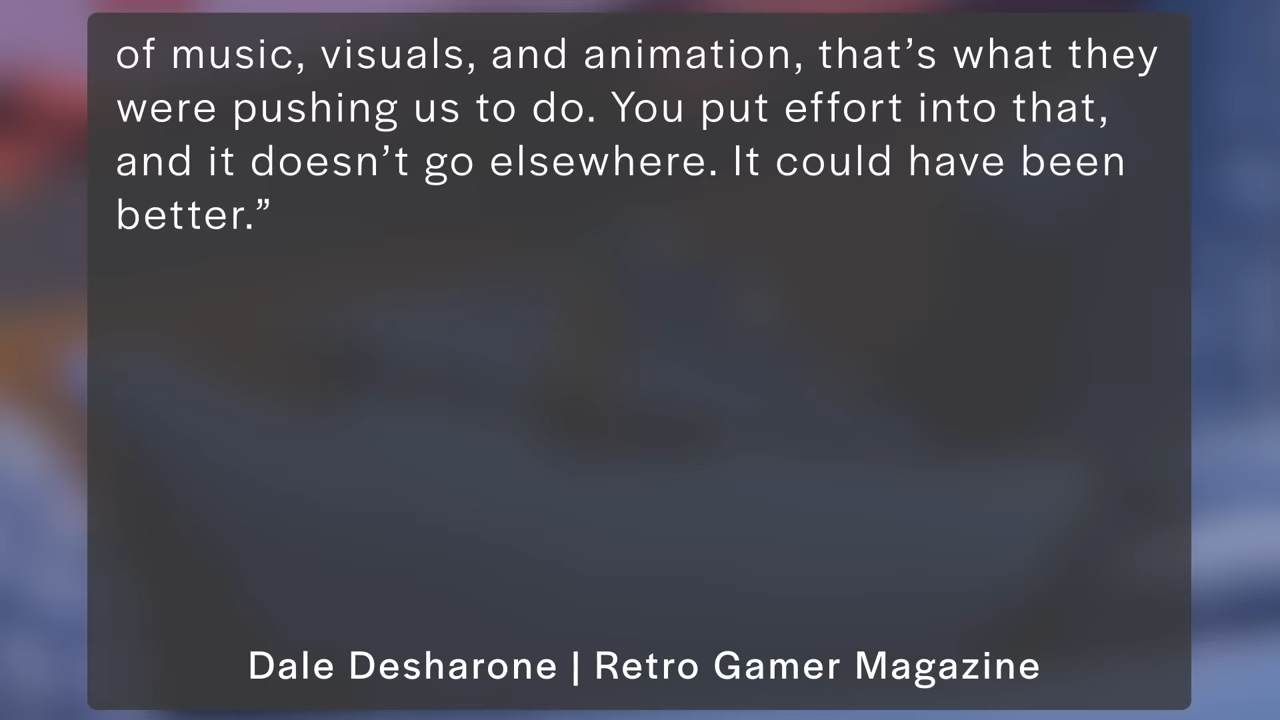 of music, visuals, and animation, that’s what they
were pushing us to do. You put effort into that,
and it doesn’t go elsewhere. It could have been
better.”
Dale Desharone | Retro Gamer Magazine